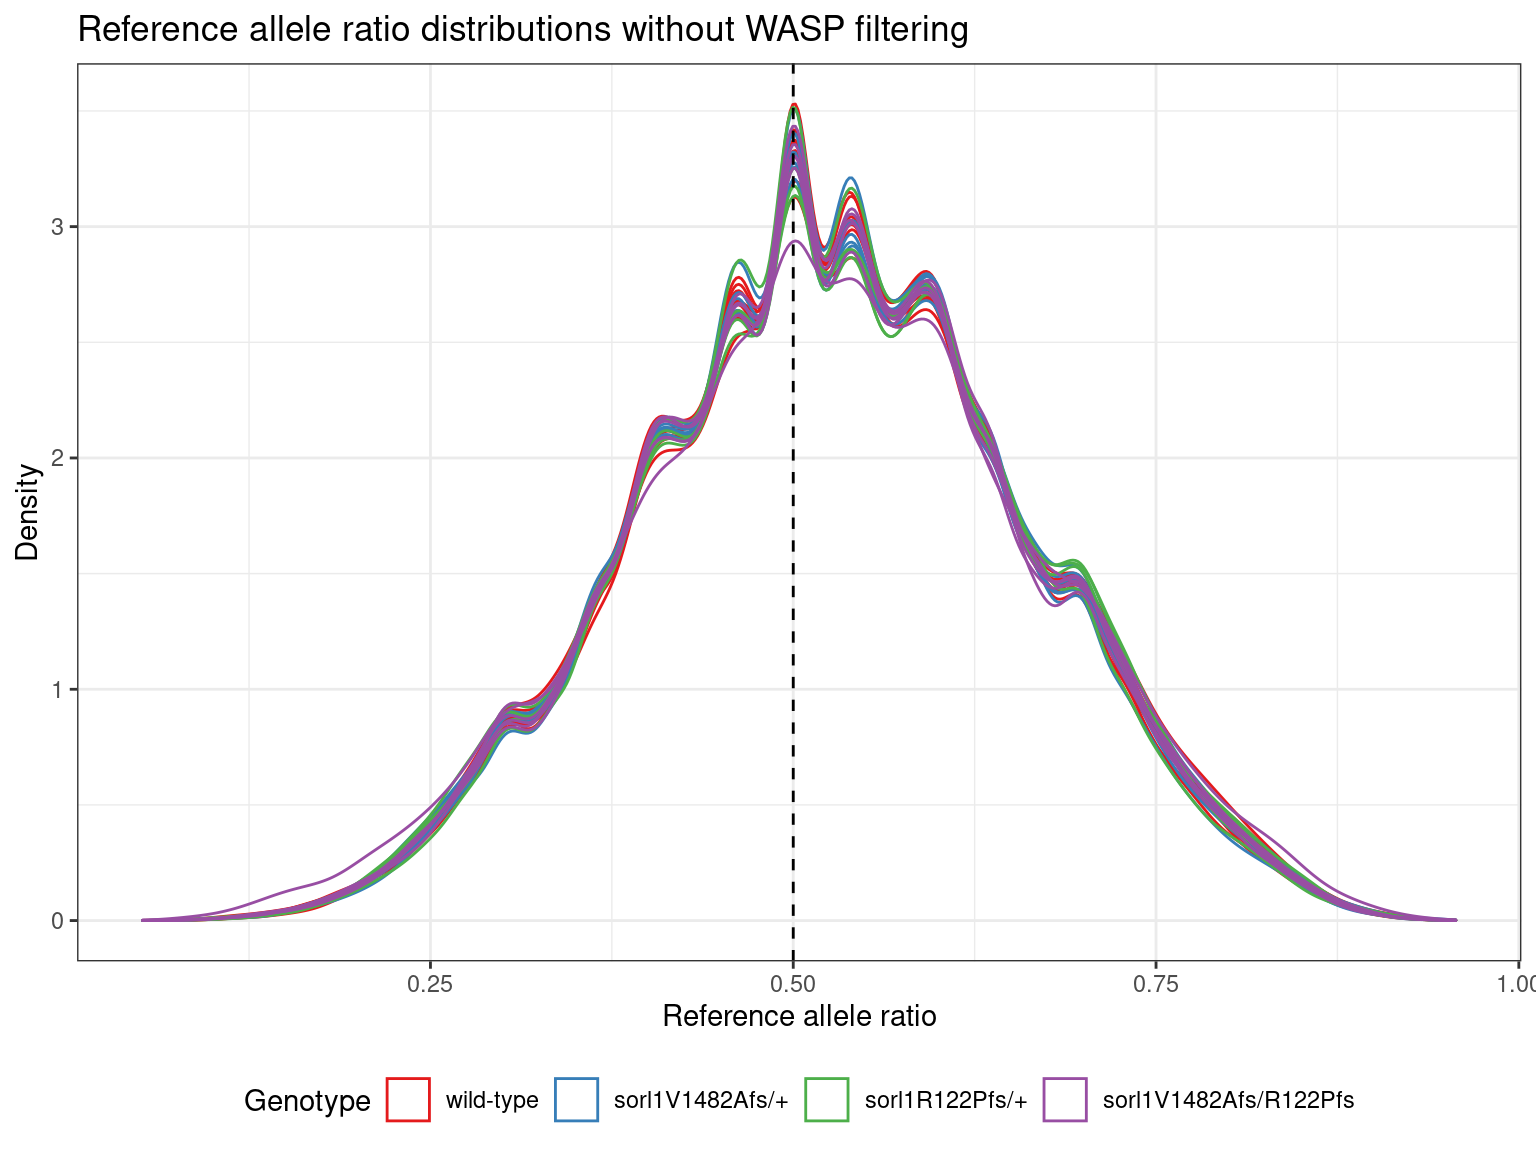 Reference allele ratio distributions without WASP filtering
3
2
1
0
Density
0.25 0.50 0.75 1.00
Reference allele ratio
Genotype wild-type sorl1V1482Afs/+ sorl1R122Pfs/+ sorl1V1482Afs/R122Pfs